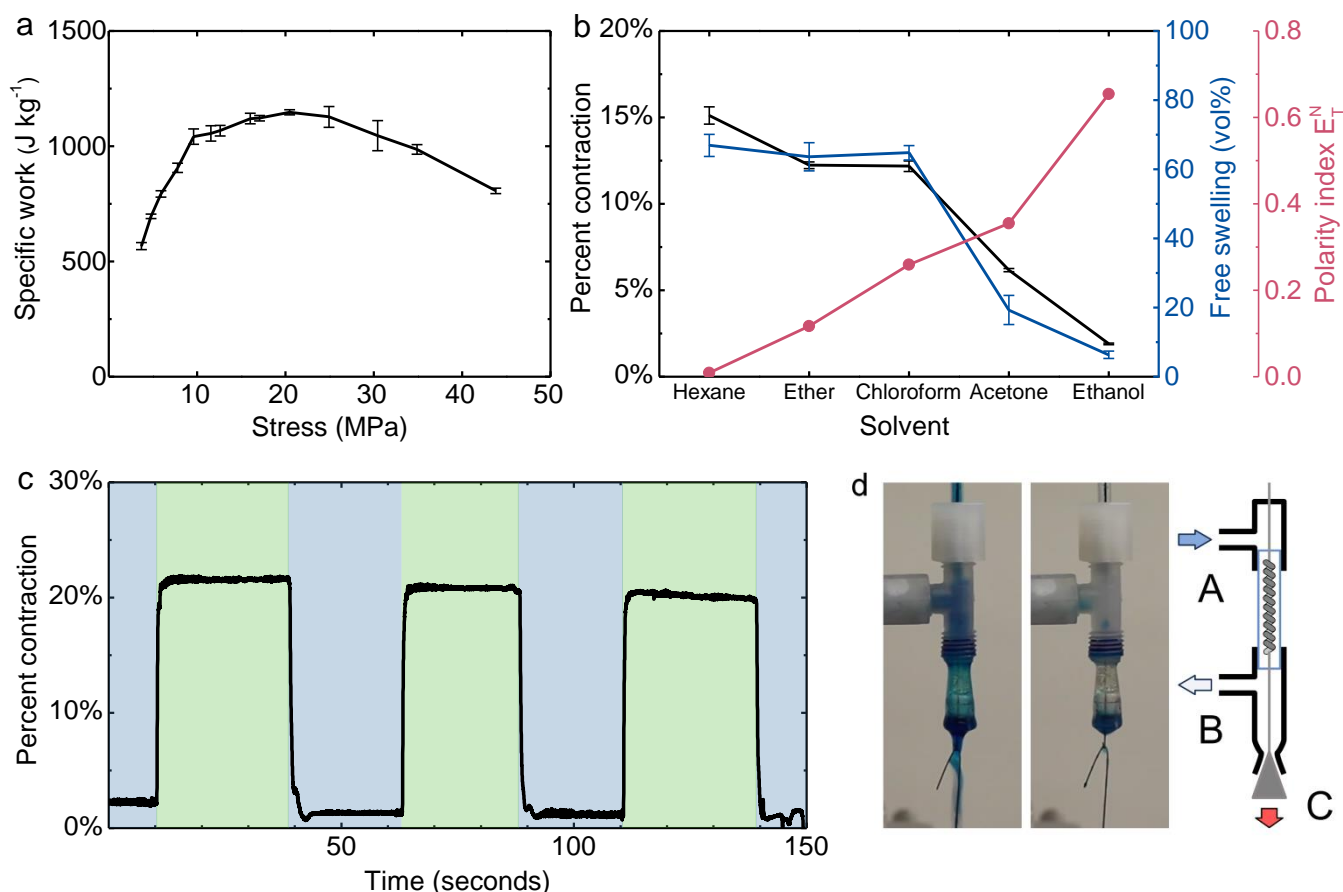 a
1500
1000
500
0
Specific work (J kg⁻¹)
10 20 30 40 50
Stress (MPa)
b
20%
15%
10%
5%
0%
Percent contraction
Hexane Ether Chloroform Acetone Ethanol
Solvent
100
80
60
40
20
0
Free swelling (vol%)
0.8
0.6
0.4
0.2
0.0
Polarity index E_T^N
c
30%
20%
10%
0%
Percent contraction
50 100 150
Time (seconds)
d
A
B
C